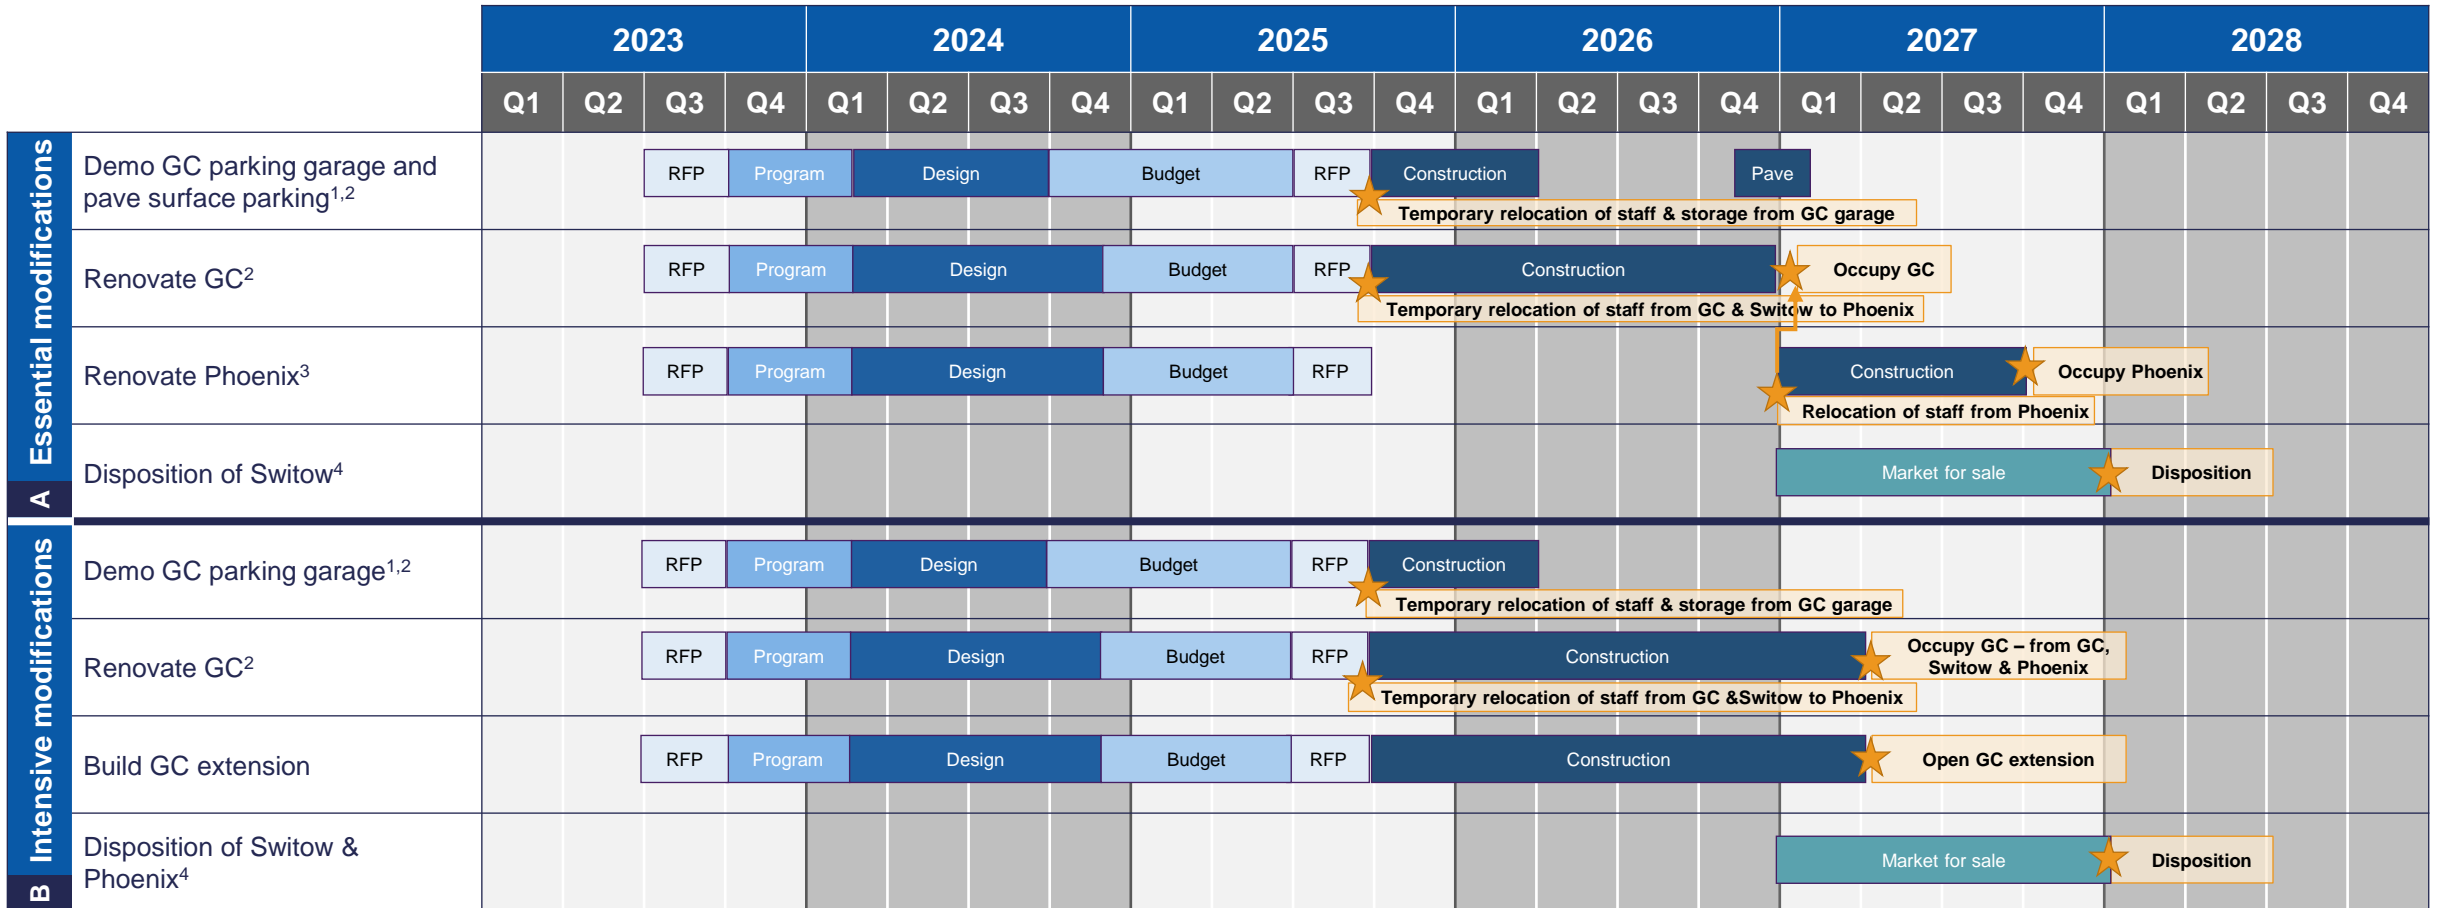 2023 2024 2025 2026 2027 2028
Q1 Q2 Q3 Q4 Q1 Q2 Q3 Q4 Q1 Q2 Q3 Q4 Q1 Q2 Q3 Q4 Q1 Q2 Q3 Q4 Q1 Q2 Q3 Q4
A Essential modifications
Demo GC parking garage and
pave surface parking1,2
RFP Program Design Budget RFP Construction Pave
Temporary relocation of staff & storage from GC garage
Renovate GC2
RFP Program Design Budget RFP Construction Occupy GC
Temporary relocation of staff from GC & Switow to Phoenix
Renovate Phoenix3
RFP Program Design Budget RFP Construction Occupy Phoenix
Relocation of staff from Phoenix
Disposition of Switow4
Market for sale Disposition
B Intensive modifications
Demo GC parking garage1,2
RFP Program Design Budget RFP Construction
Temporary relocation of staff & storage from GC garage
Renovate GC2
RFP Program Design Budget RFP Construction
Occupy GC – from GC,
Switow & Phoenix
Temporary relocation of staff from GC &Switow to Phoenix
Build GC extension
RFP Program Design Budget RFP Construction Open GC extension
Disposition of Switow &
Phoenix4
Market for sale Disposition